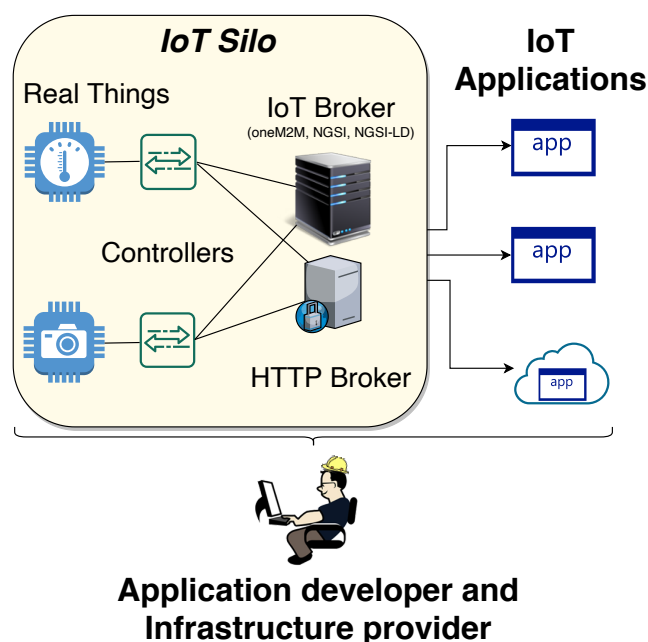 IoT Silo
IoT
Applications
Real Things
IoT Broker
(oneM2M, NGSI, NGSI-LD)
app
Controllers
app
HTTP Broker
app
Application developer and
Infrastructure provider